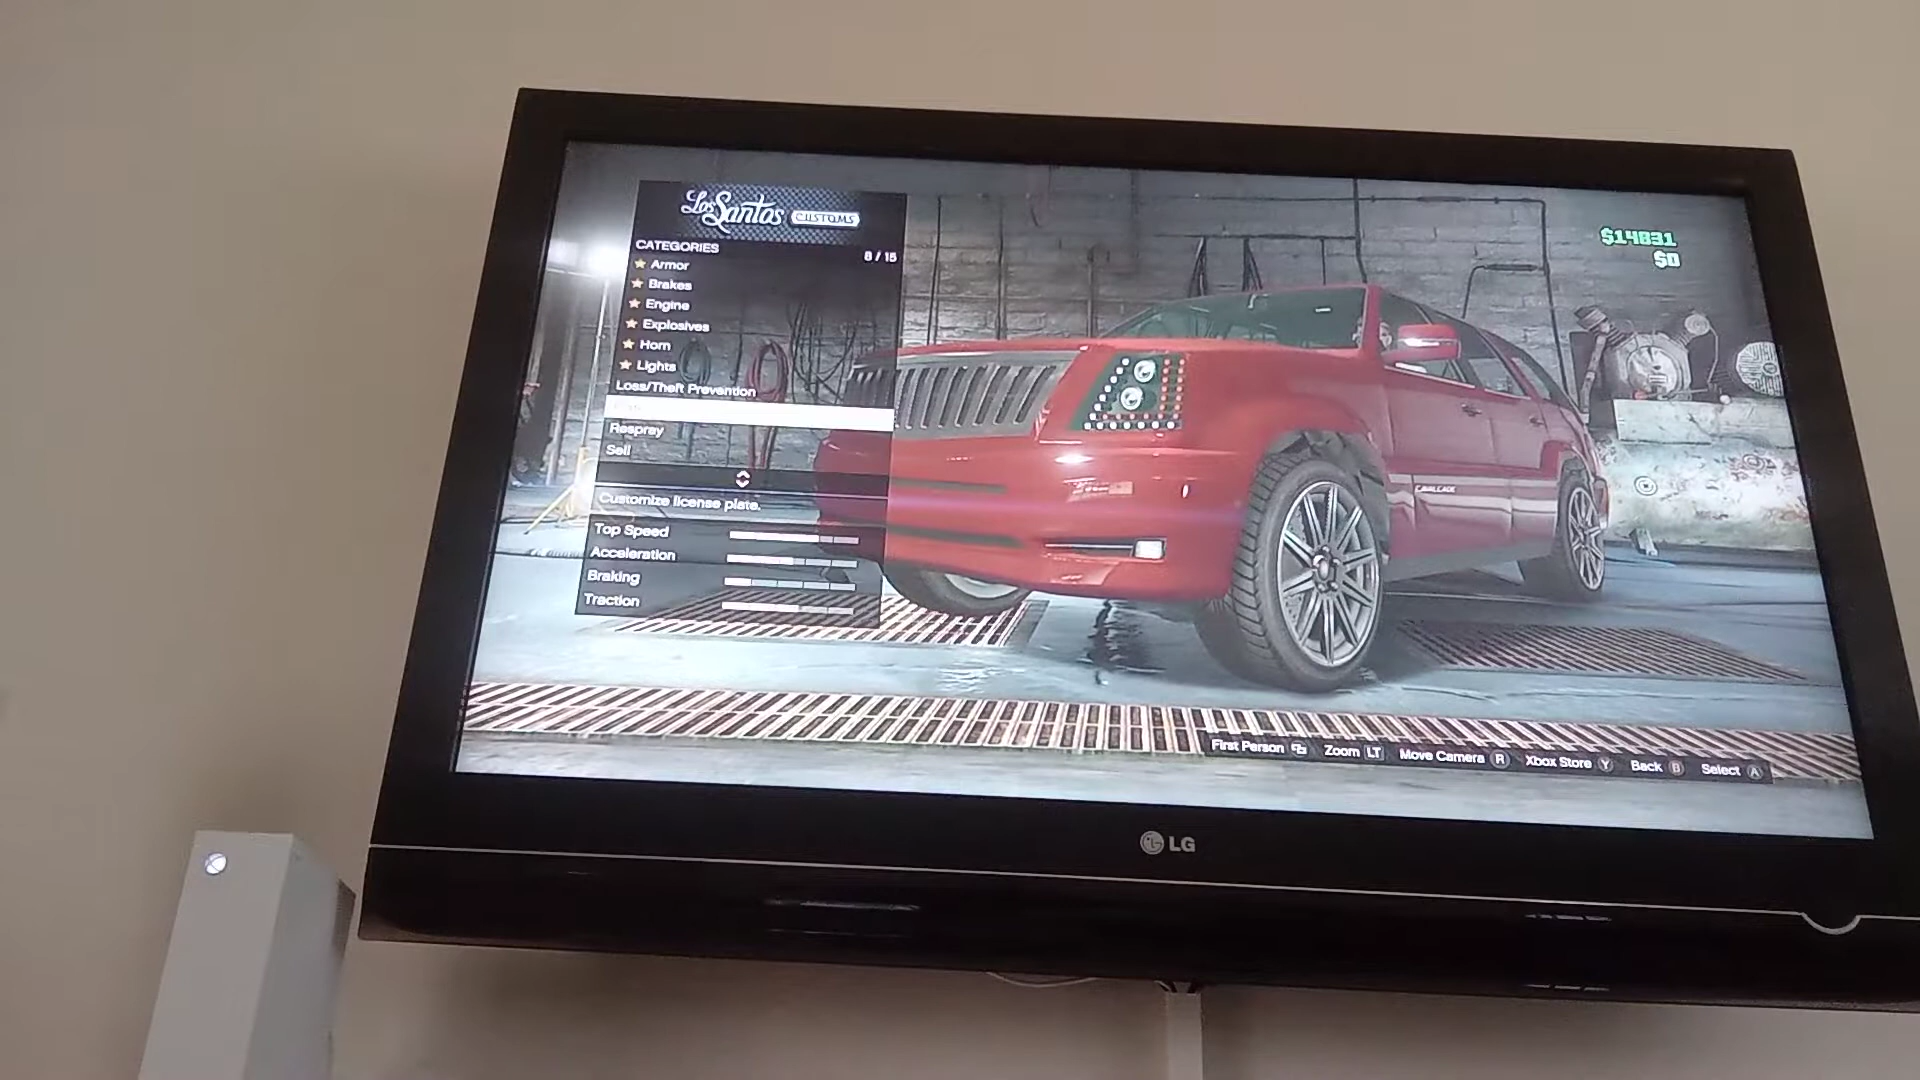 Los Santos CUSTOMS
CATEGORIES 8 / 15
Armor
Brakes
Engine
Explosives
Horn
Lights
Loss/Theft Prevention
Respray
Sell
Customize license plate.
Top Speed
Acceleration
Braking
Traction
$14831
$0
CAVALCADE
First Person Zoom LT Move Camera R Xbox Store Y Back B Select A
LG